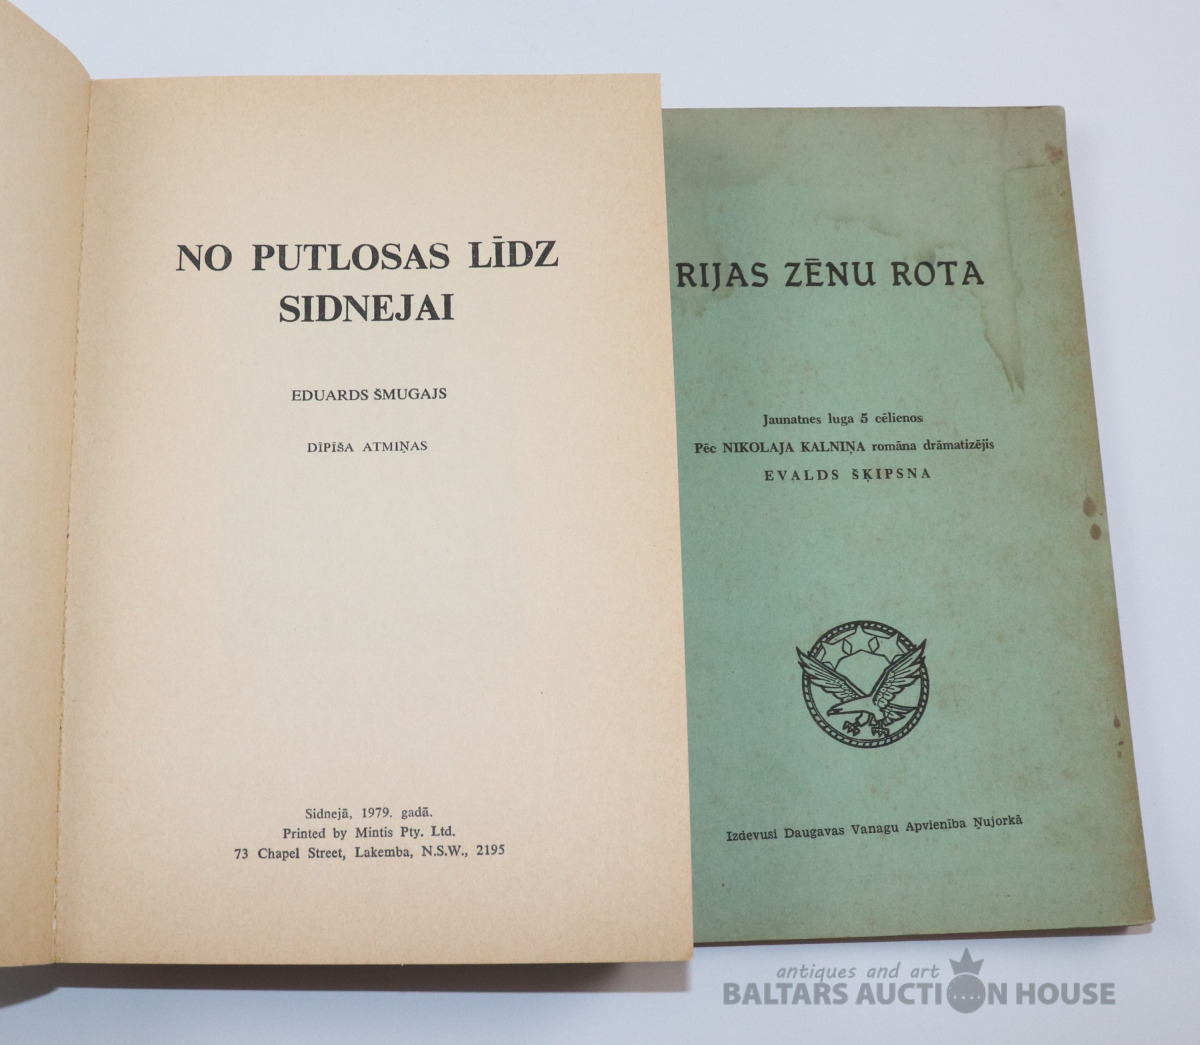 NO PUTLOSAS LĪDZ
SIDNEJAI
EDUARDS ŠMUGAJS
DĪPĪŠA ATMIŅAS
Sidnejā, 1979. gadā.
Printed by Mintis Pty. Ltd.
73 Chapel Street, Lakemba, N.S.W., 2195
RIJAS ZĒNU ROTA
Jaunatnes luga 5 cēlienos
Pēc NIKOLAJA KALNIŅA romāna drāmatizējis
EVALDS ŠĶIPSNA
Izdevusi Daugavas Vanagu Apvienība Ņujorkā
antiques and art
BALTARS AUCTION HOUSE